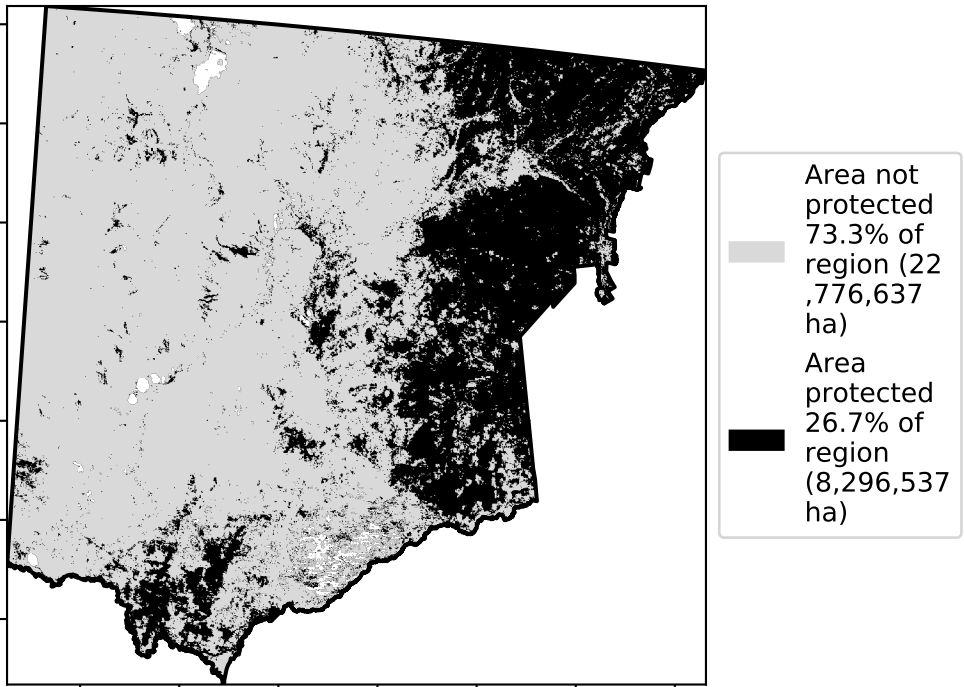 Area not
protected
73.3% of
region (22
,776,637
ha)
Area
protected
26.7% of
region
(8,296,537
ha)